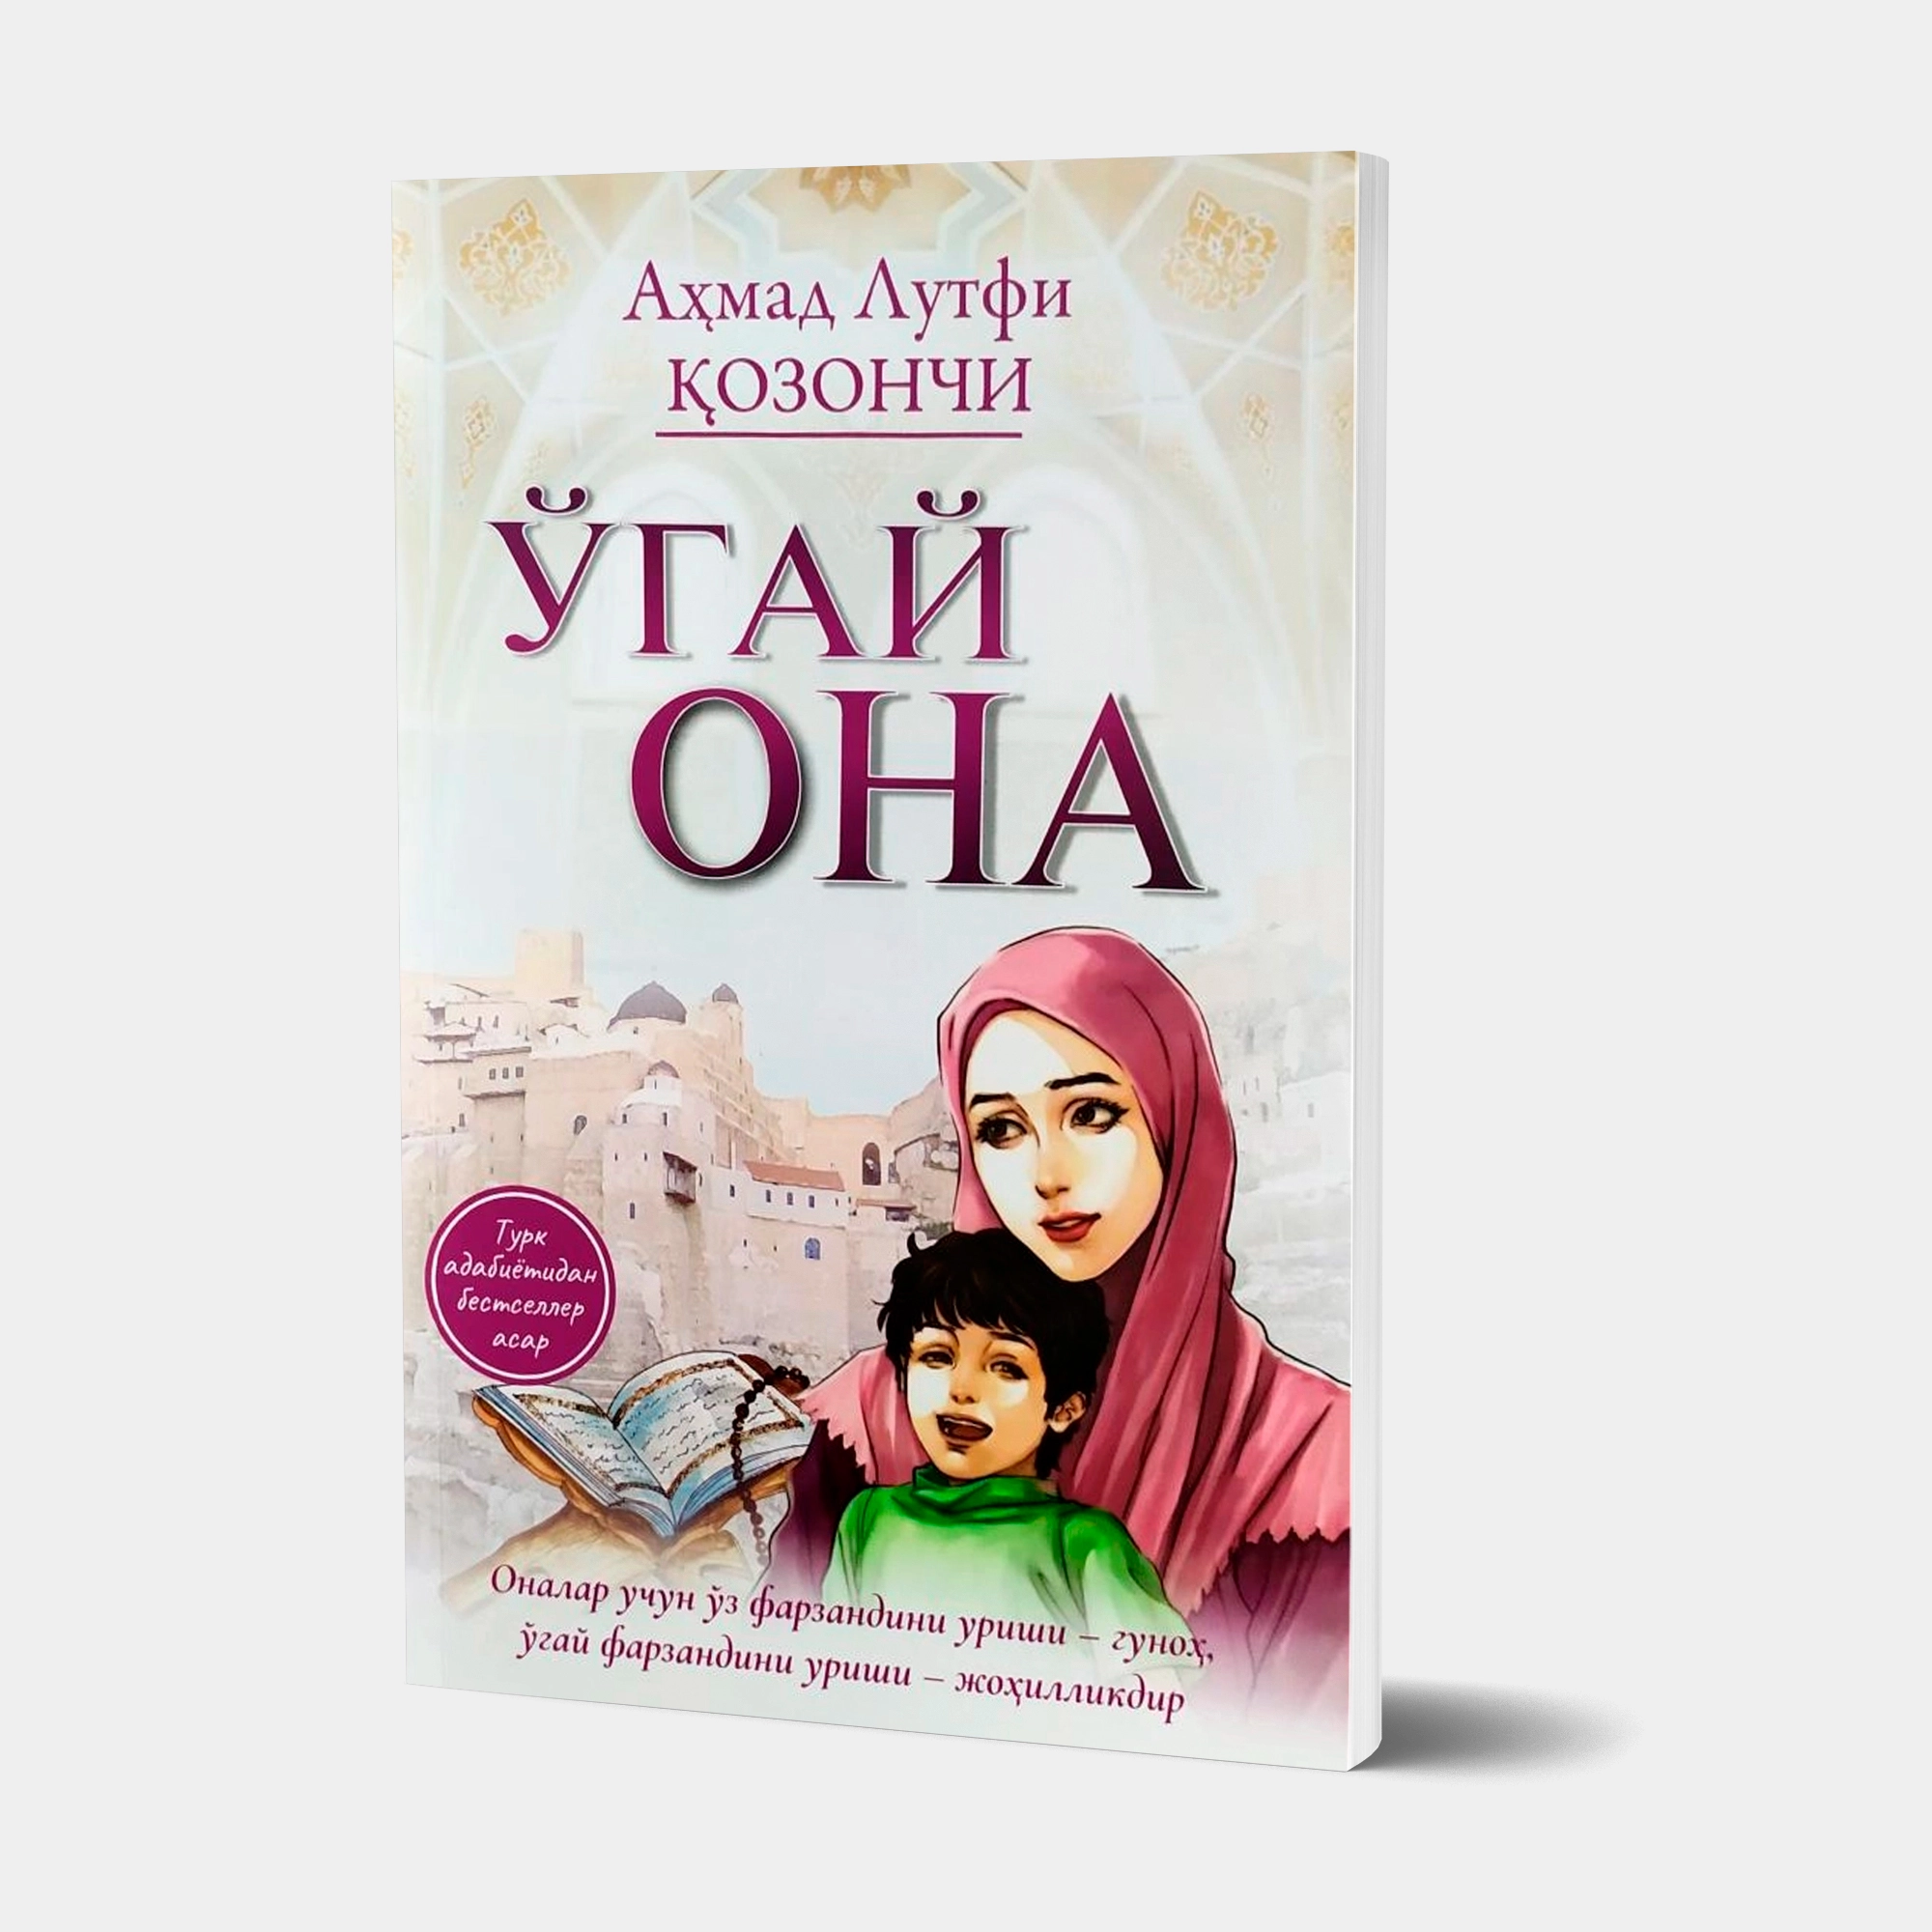 Аҳмад Лутфи
ҚОЗОНЧИ
ЎГАЙ
ОНА
Турк
адабиётидан
бестселлер
асар
Оналар учун ўз фарзандини уриши – гуноҳ,
ўгай фарзандини уриши – жоҳилликдир